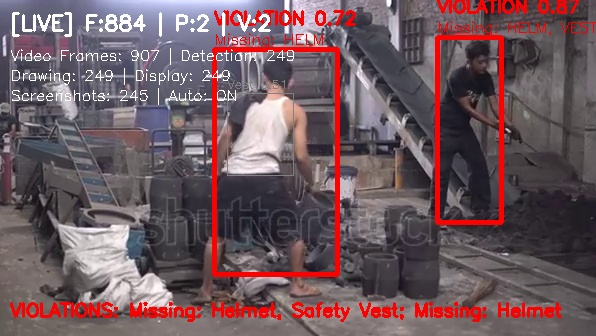 [LIVE] F:884 | P:2 | V:2
VIOLATION 0.72
VIOLATION 0.87
Missing: HELM
Missing: HELM, VEST
Video Frames: 907 | Detection: 249
Drawing: 249 | Display: 249
Screenshots: 245 | Auto: ON
shutterstock
VIOLATIONS: Missing: Helmet, Safety Vest; Missing: Helmet